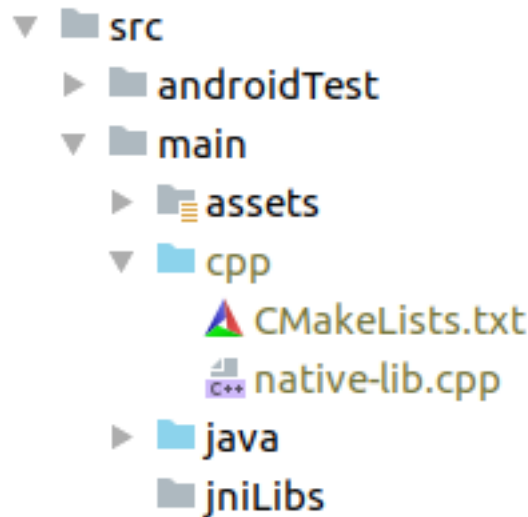 src
androidTest
main
assets
cpp
CMakeLists.txt
C++ native-lib.cpp
java
jniLibs